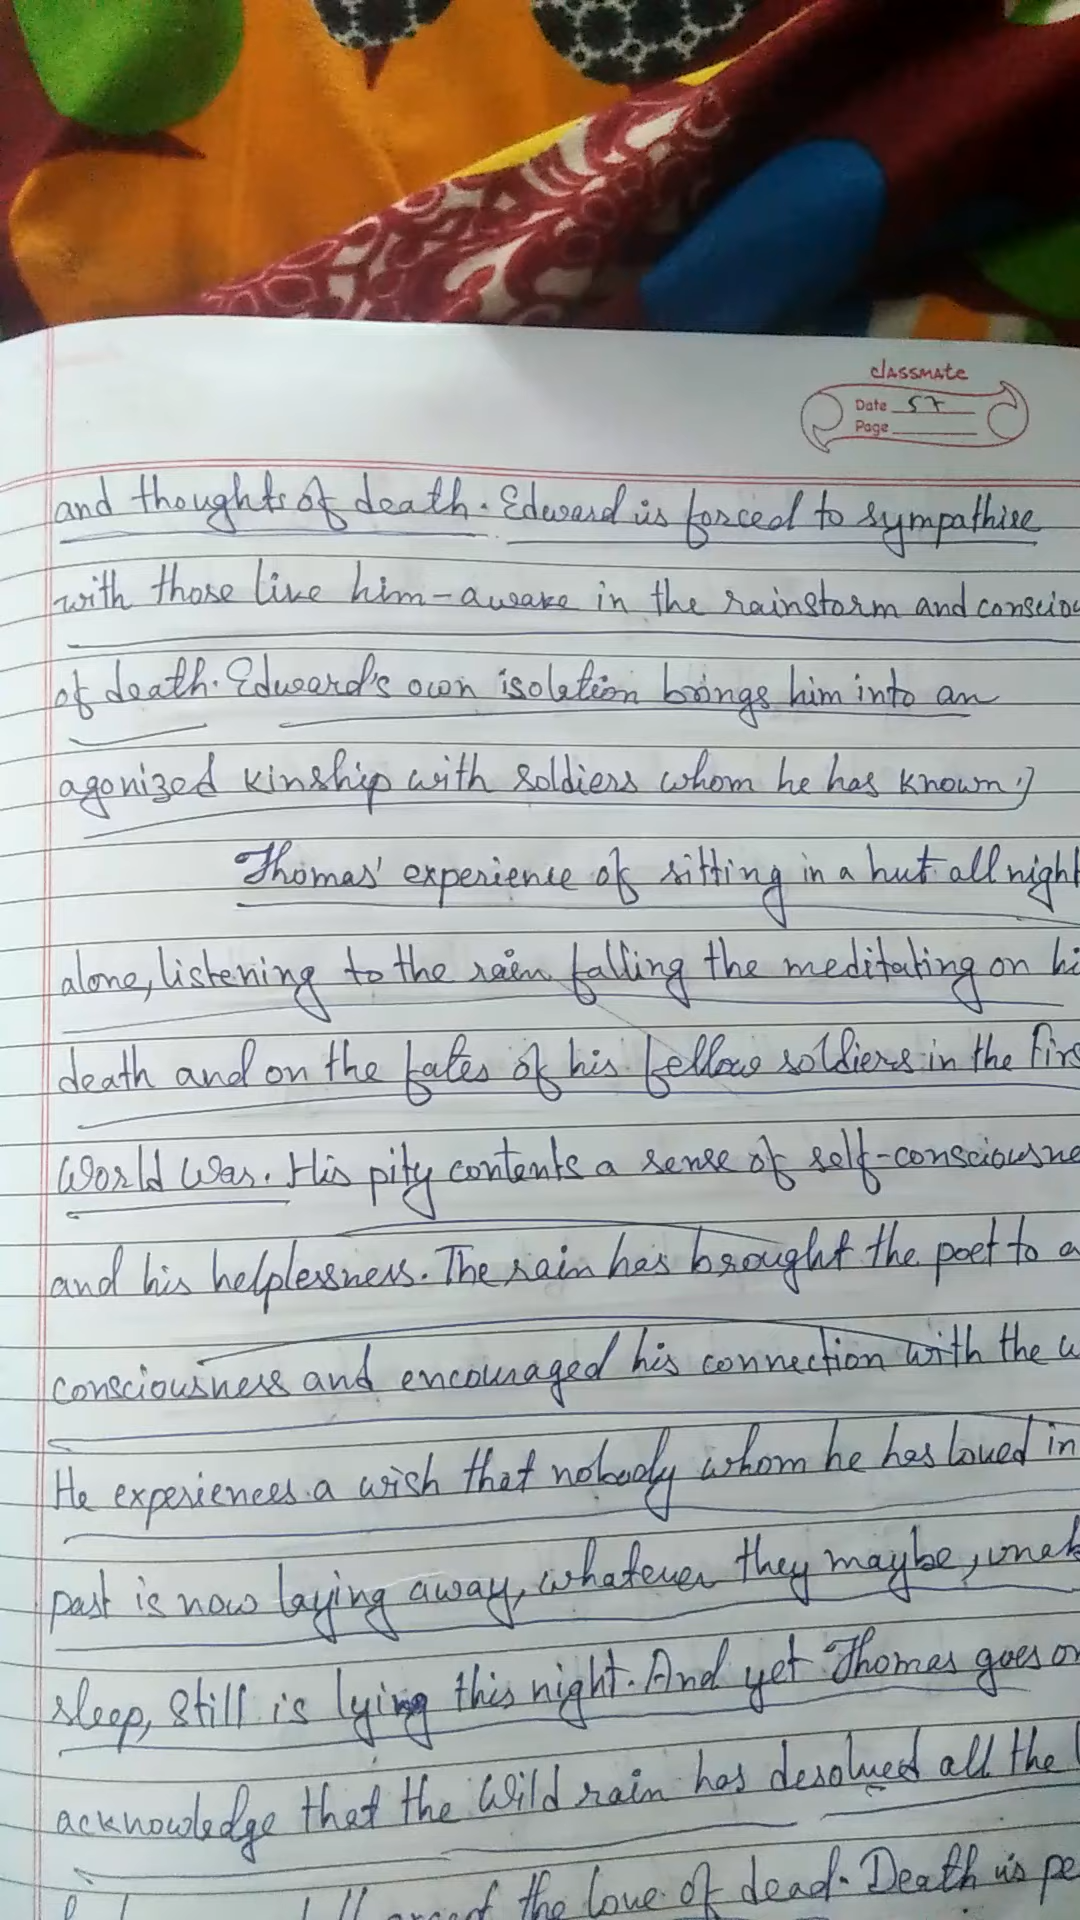 classmate
Date 57
Page
and thoughts of death. Edward is forced to sympathise
with those like him-awake in the rainstorm and consciou
of death. Edward's own isolation brings him into an
agonized kinship with soldiers whom he has known.)
Thomas' experience of sitting in a hut all night
alone, listening to the rain falling the meditating on hi
death and on the fates of his fellow soldiers in the Firs
World War. His pity contents a sense of self-consciousne
and his helplessness. The rain has brought the poet to a
consciousness and encouraged his connection with the w
He experiences a wish that nobody whom he has loved in
past is now laying away, whatever they maybe, unab
sleep, still is lying this night. And yet Thomas goes on
acknowledge that the Wild rain has desolved all the
the love of dead. Death is pe